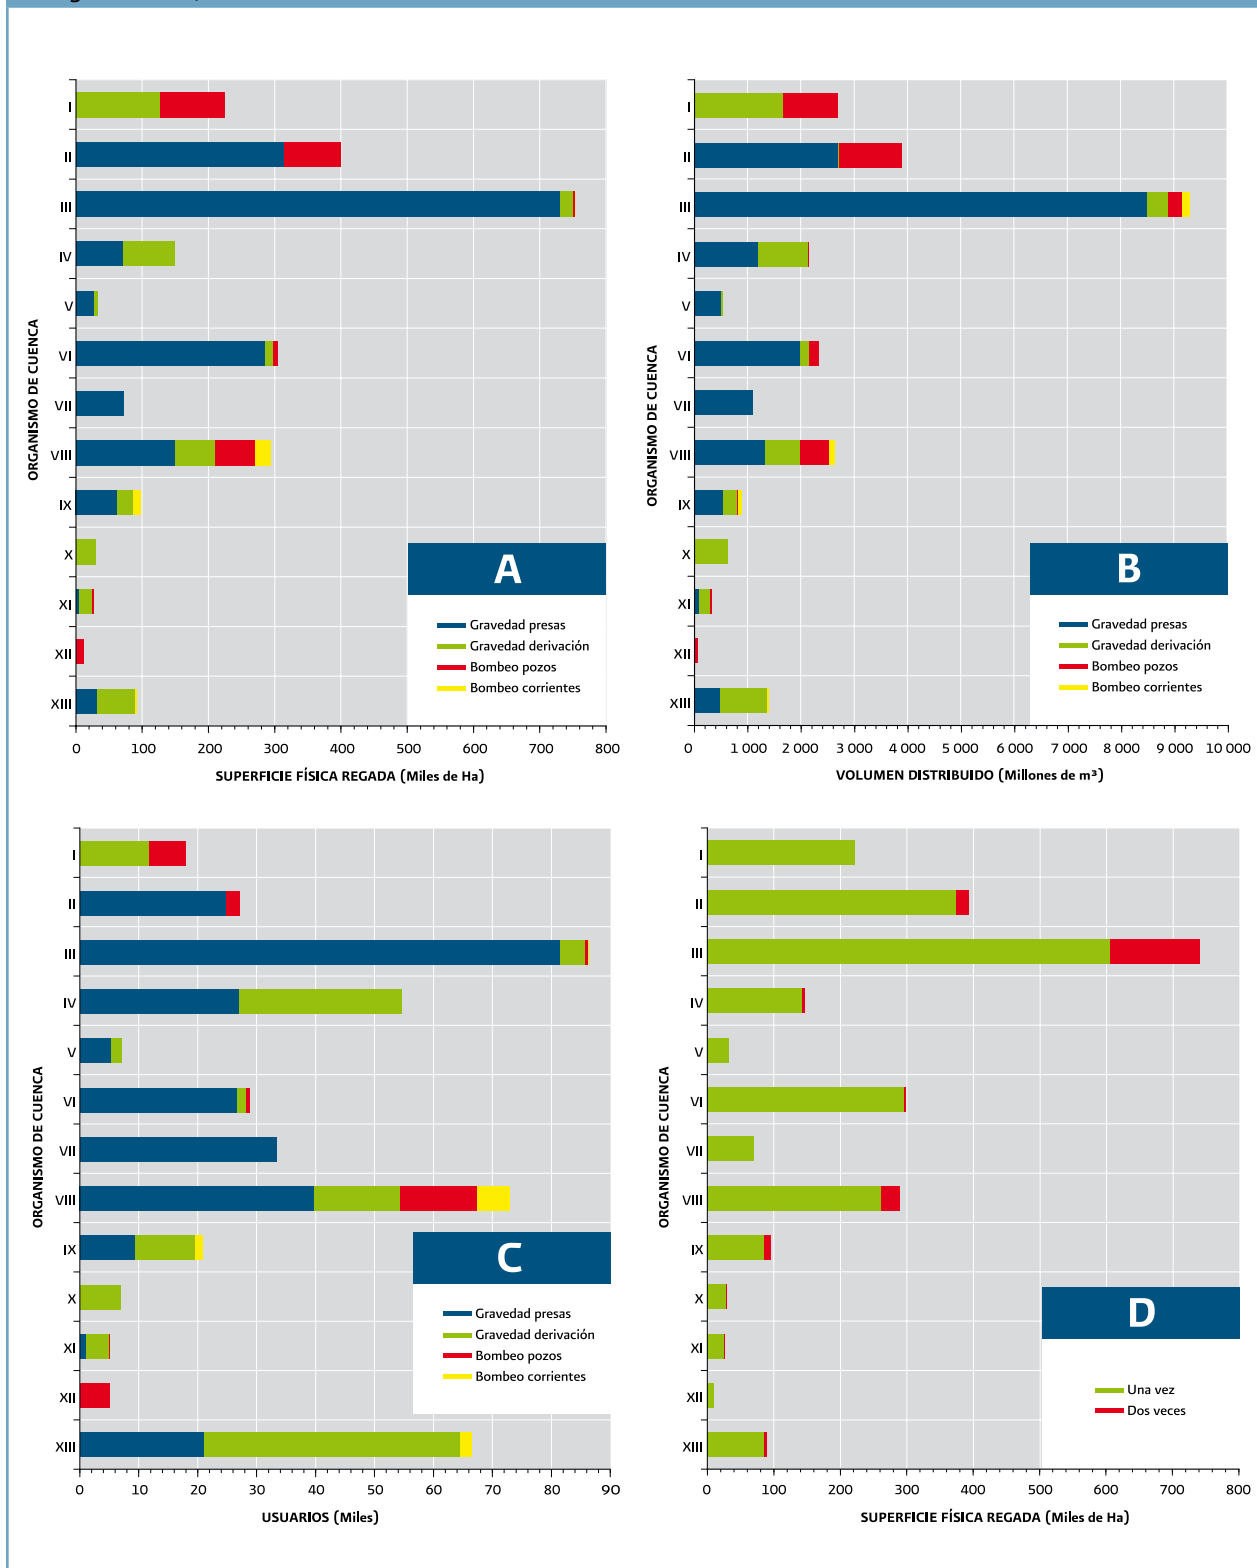 I
II
III
IV
V
VI
VII
VIII
IX
X
XI
XII
XIII
ORGANISMO DE CUENCA
A
Gravedad presas
Gravedad derivación
Bombeo pozos
Bombeo corrientes
0 100 200 300 400 500 600 700 800
SUPERFICIE FÍSICA REGADA (Miles de Ha)
I
II
III
IV
V
VI
VII
VIII
IX
X
XI
XII
XIII
ORGANISMO DE CUENCA
B
Gravedad presas
Gravedad derivación
Bombeo pozos
Bombeo corrientes
0 1 000 2 000 3 000 4 000 5 000 6 000 7 000 8 000 9 000 10 000
VOLUMEN DISTRIBUIDO (Millones de m³)
I
II
III
IV
V
VI
VII
VIII
IX
X
XI
XII
XIII
ORGANISMO DE CUENCA
C
Gravedad presas
Gravedad derivación
Bombeo pozos
Bombeo corrientes
0 10 20 30 40 50 60 70 80 90
USUARIOS (Miles)
I
II
III
IV
V
VI
VII
VIII
IX
X
XI
XII
XIII
ORGANISMO DE CUENCA
D
Una vez
Dos veces
0 100 200 300 400 500 600 700 800
SUPERFICIE FÍSICA REGADA (Miles de Ha)